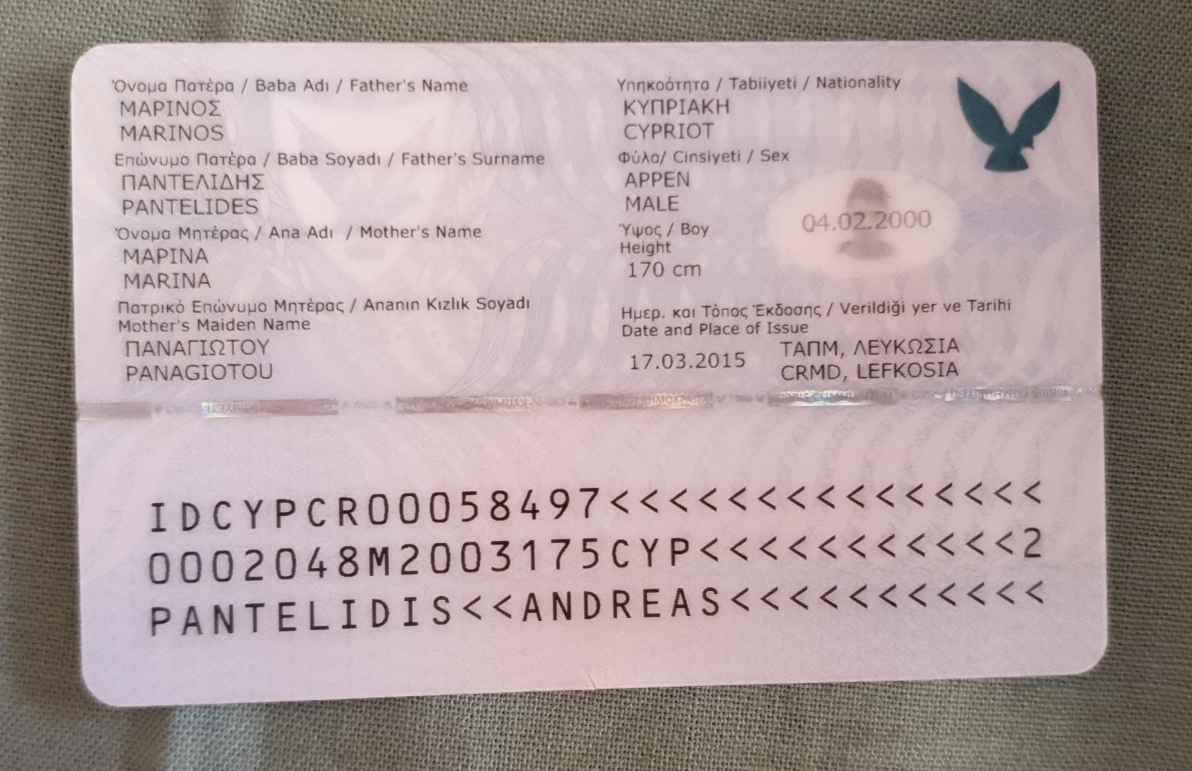 Όνομα Πατέρα / Baba Adı / Father's Name
ΜΑΡΙΝΟΣ
MARINOS
Επώνυμο Πατέρα / Baba Soyadı / Father's Surname
ΠΑΝΤΕΛΙΔΗΣ
PANTELIDES
Όνομα Μητέρας / Ana Adı / Mother's Name
ΜΑΡΙΝΑ
MARINA
Πατρικό Επώνυμο Μητέρας / Ananın Kızlık Soyadı
Mother's Maiden Name
ΠΑΝΑΓΙΩΤΟΥ
PANAGIOTOU
Υπηκοότητα / Tabiiyeti / Nationality
ΚΥΠΡΙΑΚΗ
CYPRIOT
Φύλο/ Cinsiyeti / Sex
ΑΡΡΕΝ
MALE
Ύψος / Boy
Height
170 cm
04.02.2000
Ημερ. και Τόπος Έκδοσης / Verildiği yer ve Tarihi
Date and Place of Issue
17.03.2015
ΤΑΠΜ, ΛΕΥΚΩΣΙΑ
CRMD, LEFKOSIA
IDCYPCR00058497<<<<<<<<<<<<<<<
0002048M2003175CYP<<<<<<<<<<<2
PANTELIDIS<<ANDREAS<<<<<<<<<<<